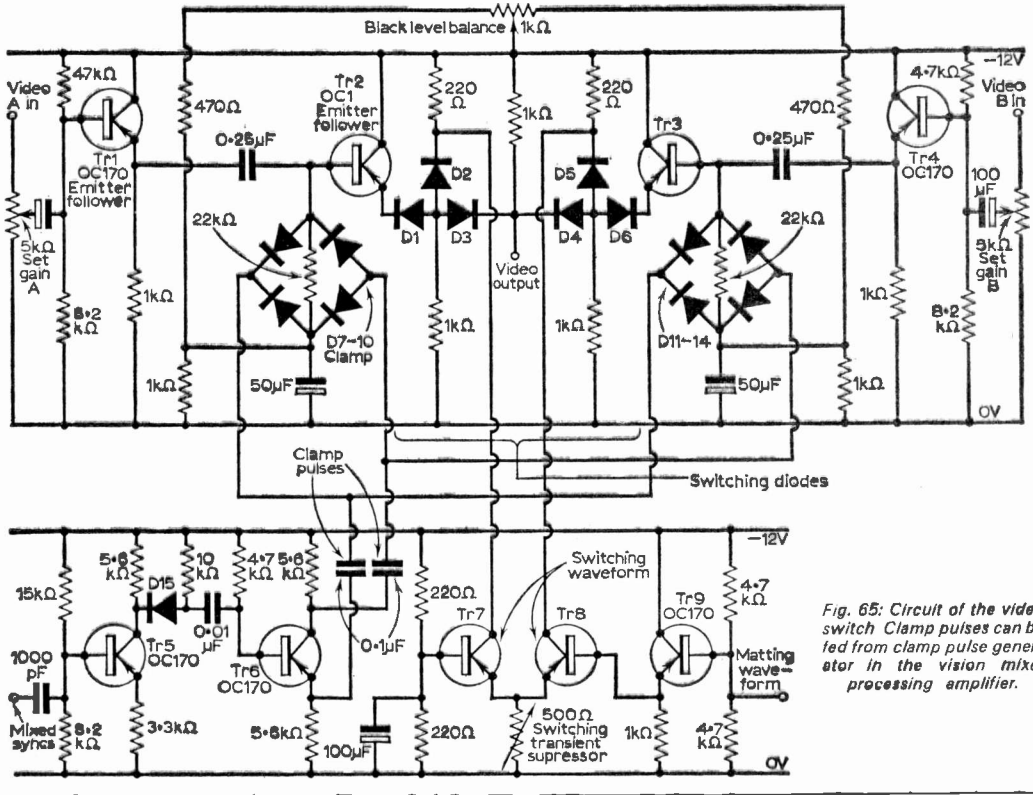 Black level balance
1kΩ
-12V
Video
A in
47kΩ
Tr1
OC170
Emitter
follower
0·25μF
Tr2
OC1
Emitter
follower
470Ω
220
Ω
1kΩ
220
Ω
Tr3
0·25μF
470Ω
4·7kΩ
Tr4
OC170
Video
B in
100
μF
D2
D5
D1
D3
D4
D6
5kΩ
Set
gain
A
22kΩ
22kΩ
5kΩ
Set
gain
B
Video
output
1kΩ
8·2
kΩ
D7-10
Clamp
1kΩ
1kΩ
D11-14
1kΩ
8·2
kΩ
1kΩ
50μF
50μF
1kΩ
0V
Clamp
pulses
Switching diodes
-12V
15kΩ
5·6
kΩ
10
kΩ
4·7
kΩ
5·6
kΩ
D15
0·01
μF
0·1μF
220Ω
Switching
waveform
4·7
kΩ
1000
pF
Tr5
OC170
Tr6
OC170
Tr7
Tr8
Tr9
OC170
Matting
wave-
form
Mixed
syncs
8·2
kΩ
3·3kΩ
5·6kΩ
100μF
220Ω
500Ω
Switching
transient
supressor
1kΩ
4·7
kΩ
0V
Fig. 65: Circuit of the
switch Clamp pulses can
fed from clamp pulse
ator in the vision
processing amplifier.